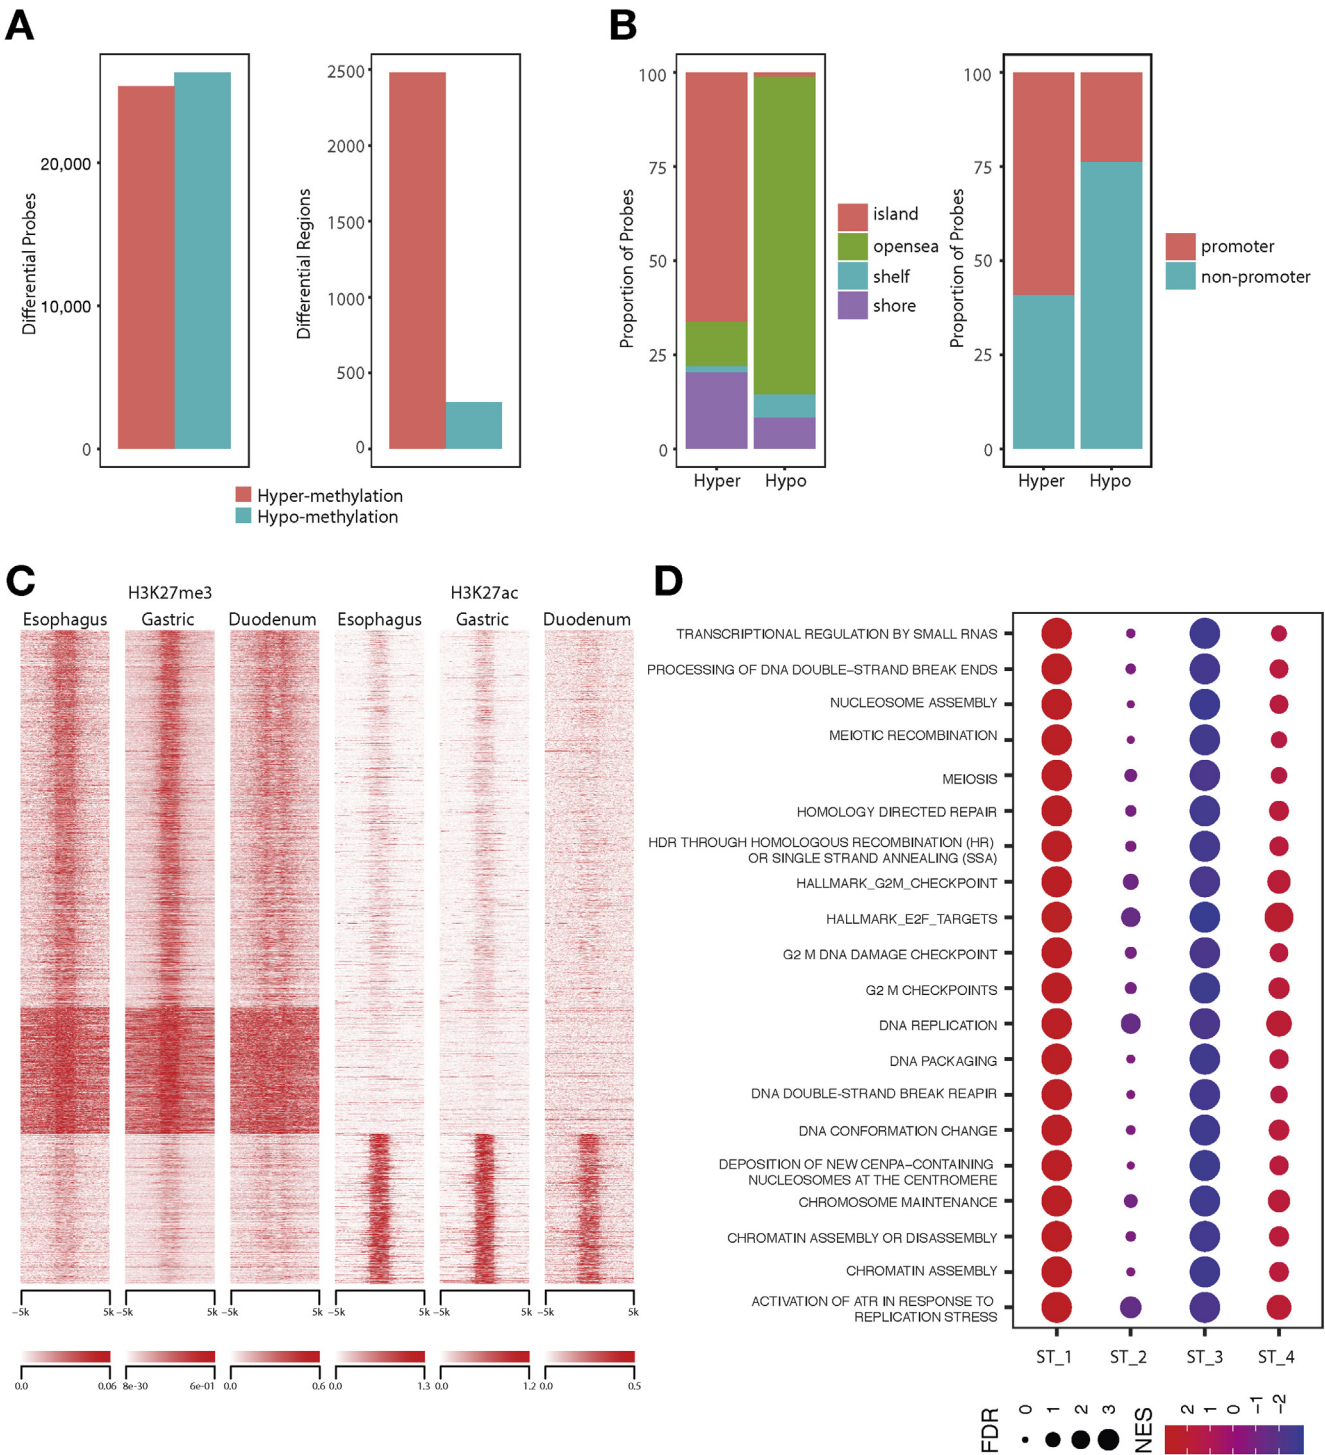 A
Differential Probes
20,000
10,000
0
Differential Regions
2500
2000
1500
1000
500
0
Hyper-methylation
Hypo-methylation
B
Proportion of Probes
100
75
50
25
0
Hyper
Hypo
island
opensea
shelf
shore
Proportion of Probes
100
75
50
25
0
Hyper
Hypo
promoter
non-promoter
C
H3K27me3
H3K27ac
Esophagus
Gastric
Duodenum
Esophagus
Gastric
Duodenum
-5k 5k
-5k 5k
-5k 5k
-5k 5k
-5k 5k
-5k 5k
0.0 0.06
8e-30 6e-01
0.0 0.6
0.0 1.3
0.0 1.2
0.0 0.5
D
TRANSCRIPTIONAL REGULATION BY SMALL RNAS
PROCESSING OF DNA DOUBLE-STRAND BREAK ENDS
NUCLEOSOME ASSEMBLY
MEIOTIC RECOMBINATION
MEIOSIS
HOMOLOGY DIRECTED REPAIR
HDR THROUGH HOMOLOGOUS RECOMBINATION (HR)
OR SINGLE STRAND ANNEALING (SSA)
HALLMARK_G2M_CHECKPOINT
HALLMARK_E2F_TARGETS
G2 M DNA DAMAGE CHECKPOINT
G2 M CHECKPOINTS
DNA REPLICATION
DNA PACKAGING
DNA DOUBLE-STRAND BREAK REAPIR
DNA CONFORMATION CHANGE
DEPOSITION OF NEW CENPA-CONTAINING
NUCLEOSOMES AT THE CENTROMERE
CHROMOSOME MAINTENANCE
CHROMATIN ASSEMBLY OR DISASSEMBLY
CHROMATIN ASSEMBLY
ACTIVATION OF ATR IN RESPONSE TO
REPLICATION STRESS
ST_1
ST_2
ST_3
ST_4
FDR
0
1
2
3
NES
2
1
0
-1
-2